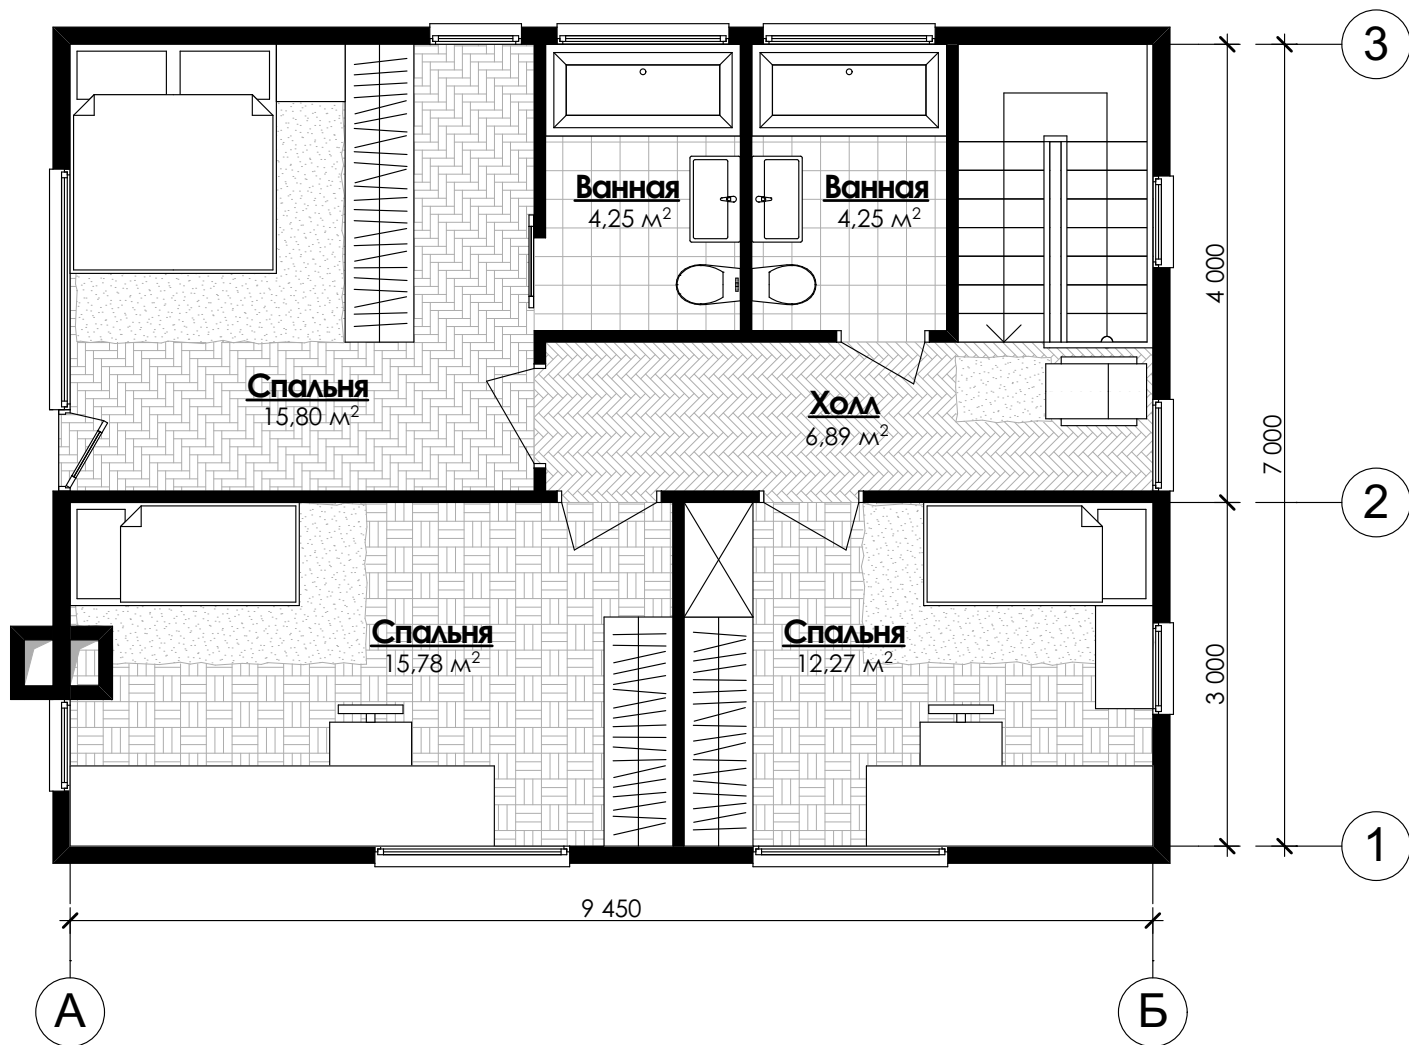 3
Ванная
4,25 м²
Ванная
4,25 м²
4 000
Спальня
15,80 м²
Холл
6,89 м²
7 000
2
Спальня
15,78 м²
Спальня
12,27 м²
3 000
1
9 450
А
Б